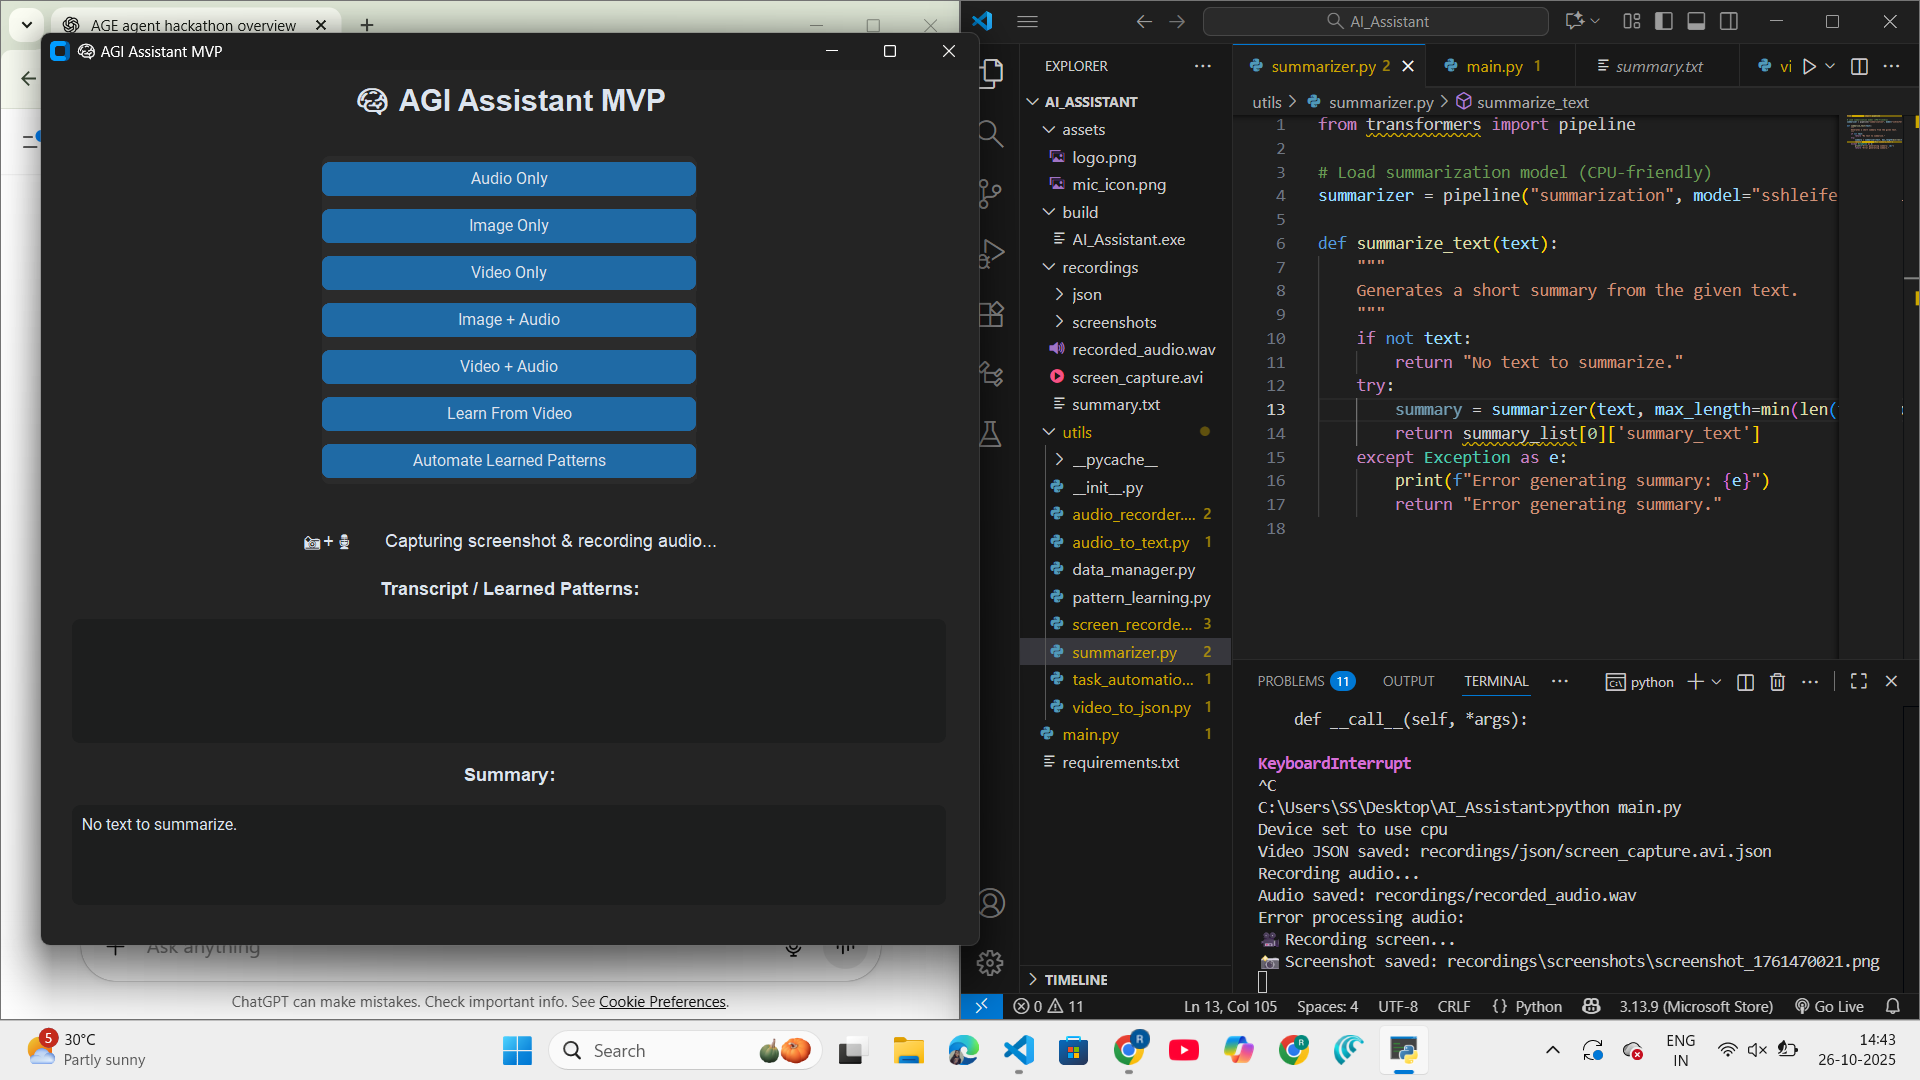 AGE agent hackathon overview
AGI Assistant MVP
AGI Assistant MVP
Audio Only
Image Only
Video Only
Image + Audio
Video + Audio
Learn From Video
Automate Learned Patterns
+ Capturing screenshot & recording audio...
Transcript / Learned Patterns:
Summary:
No text to summarize.
Ask anything
ChatGPT can make mistakes. Check important info. See Cookie Preferences.
AI_Assistant
EXPLORER
AI_ASSISTANT
assets
logo.png
mic_icon.png
build
AI_Assistant.exe
recordings
json
screenshots
recorded_audio.wav
screen_capture.avi
summary.txt
utils
__pycache__
__init__.py
audio_recorder.... 2
audio_to_text.py 1
data_manager.py
pattern_learning.py
screen_recorde... 3
summarizer.py 2
task_automatio... 1
video_to_json.py 1
main.py 1
requirements.txt
TIMELINE
summarizer.py 2 main.py 1 summary.txt vi
utils > summarizer.py > summarize_text
1 from transformers import pipeline
2
3 # Load summarization model (CPU-friendly)
4 summarizer = pipeline("summarization", model="sshleife
5
6 def summarize_text(text):
7 """
8 Generates a short summary from the given text.
9 """
10 if not text:
11 return "No text to summarize."
12 try:
13 summary = summarizer(text, max_length=min(len(
14 return summary_list[0]['summary_text']
15 except Exception as e:
16 print(f"Error generating summary: {e}")
17 return "Error generating summary."
18
PROBLEMS 11 OUTPUT TERMINAL ... python
def __call__(self, *args):
KeyboardInterrupt
^C
C:\Users\SS\Desktop\AI_Assistant>python main.py
Device set to use cpu
Video JSON saved: recordings/json/screen_capture.avi.json
Recording audio...
Audio saved: recordings/recorded_audio.wav
Error processing audio:
Recording screen...
Screenshot saved: recordings\screenshots\screenshot_1761470021.png
0 11 Ln 13, Col 105 Spaces: 4 UTF-8 CRLF {} Python 3.13.9 (Microsoft Store) Go Live
5 30°C
Partly sunny
Search
ENG
IN
14:43
26-10-2025